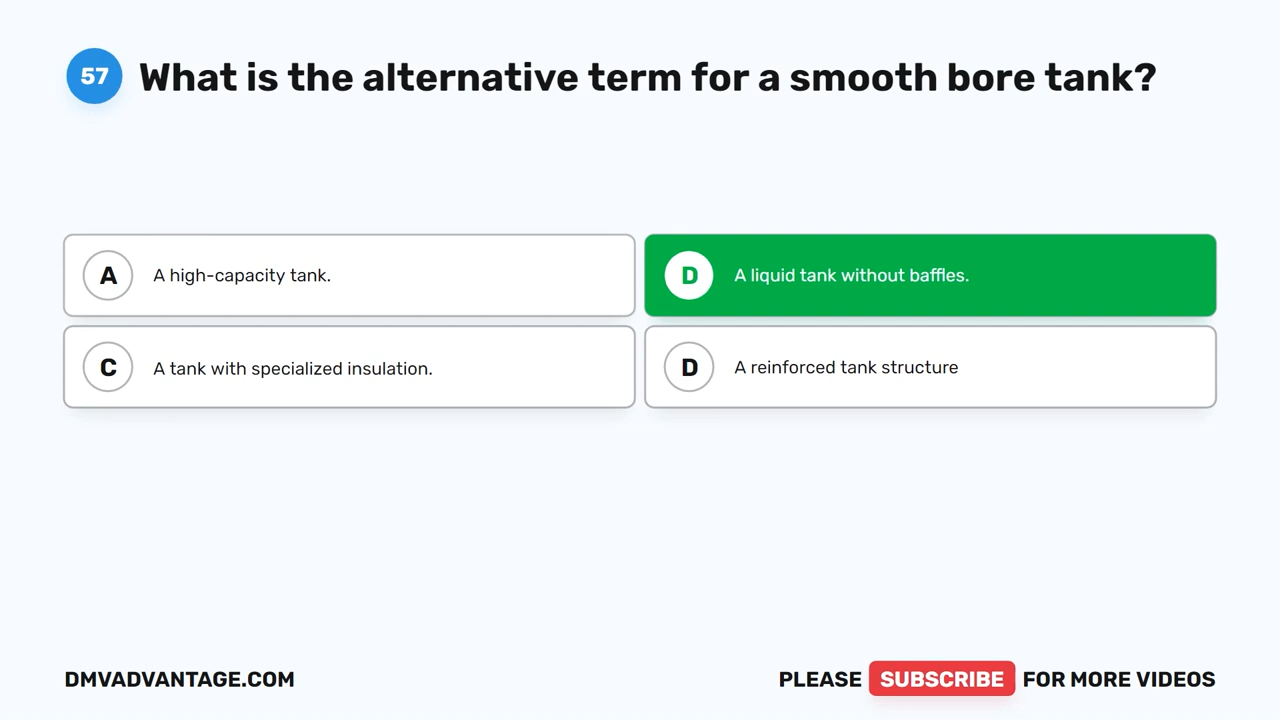 57 What is the alternative term for a smooth bore tank?
A A high-capacity tank.
D A liquid tank without baffles.
C A tank with specialized insulation.
D A reinforced tank structure
DMVADVANTAGE.COM
PLEASE SUBSCRIBE FOR MORE VIDEOS